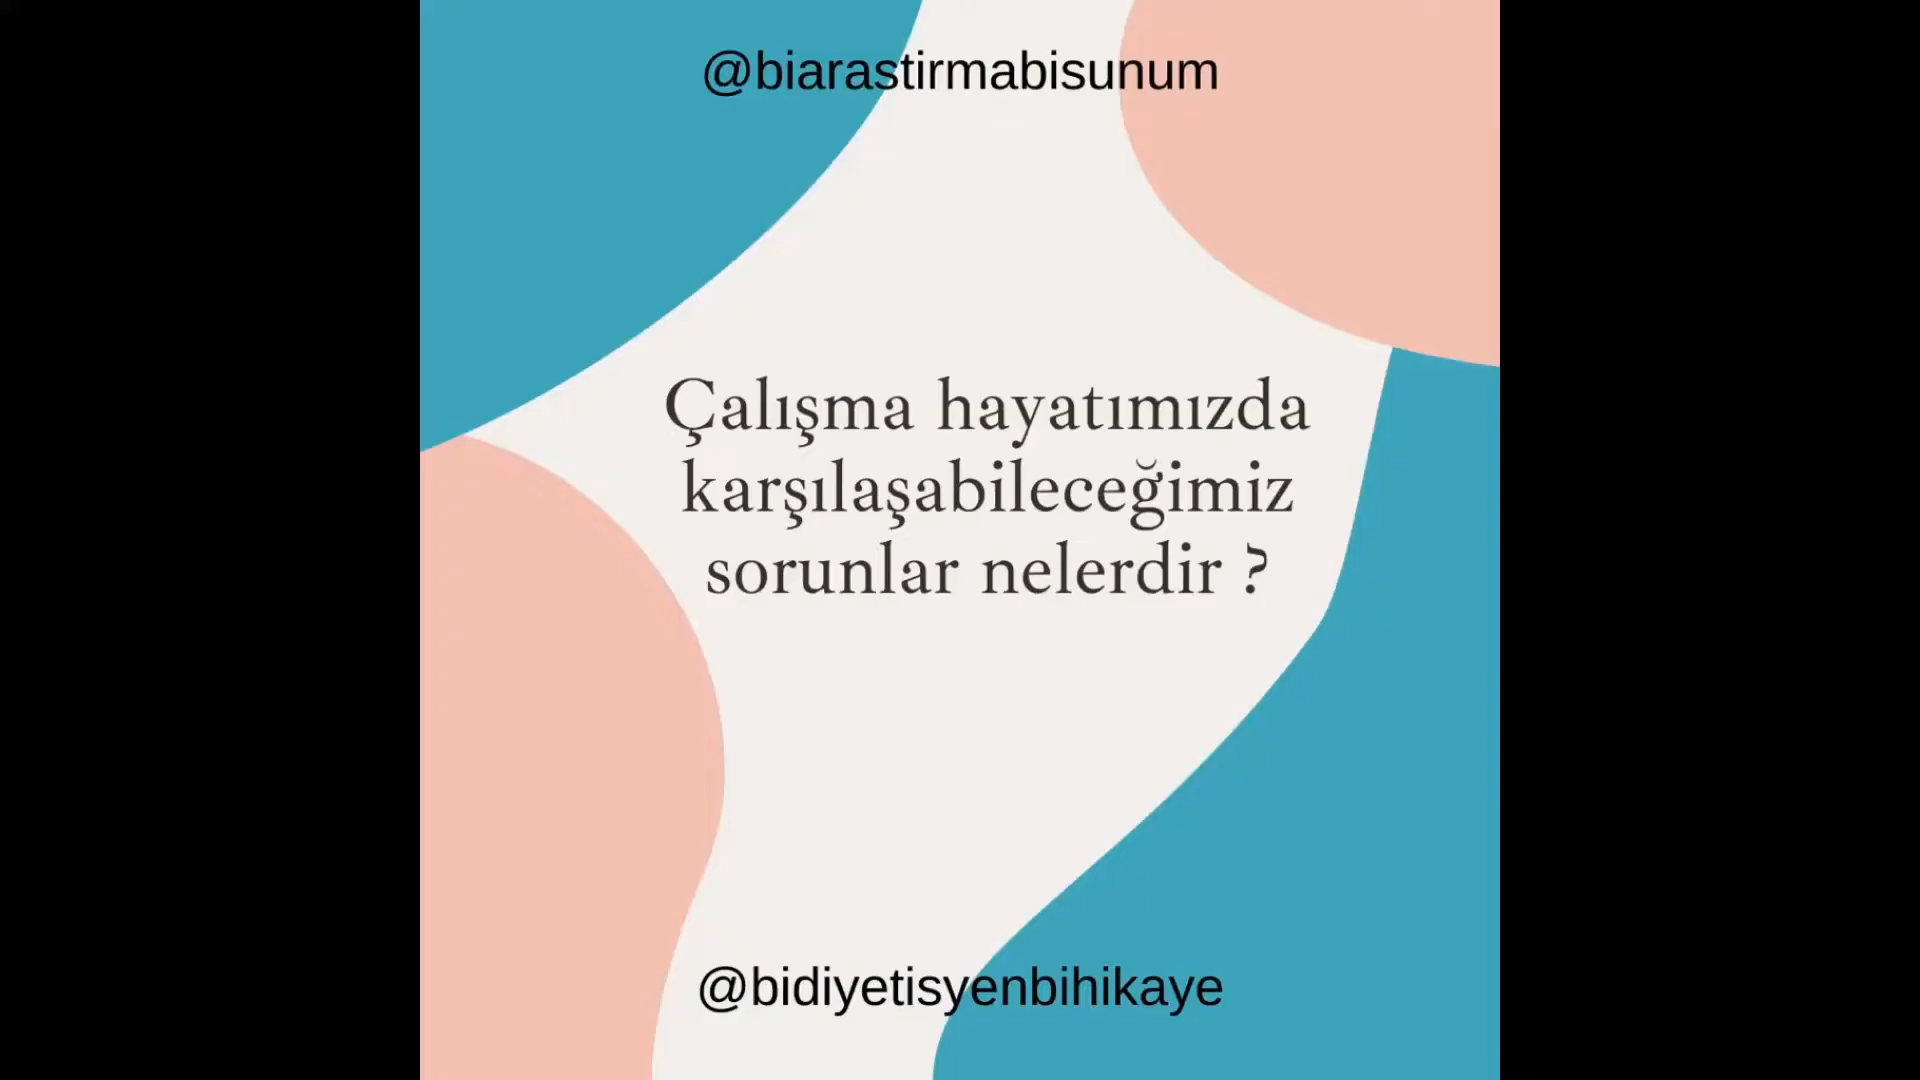 @biarastirmabisunum
Çalışma hayatımızda
karşılaşabileceğimiz
sorunlar nelerdir ?
@bidiyetisyenbihikaye